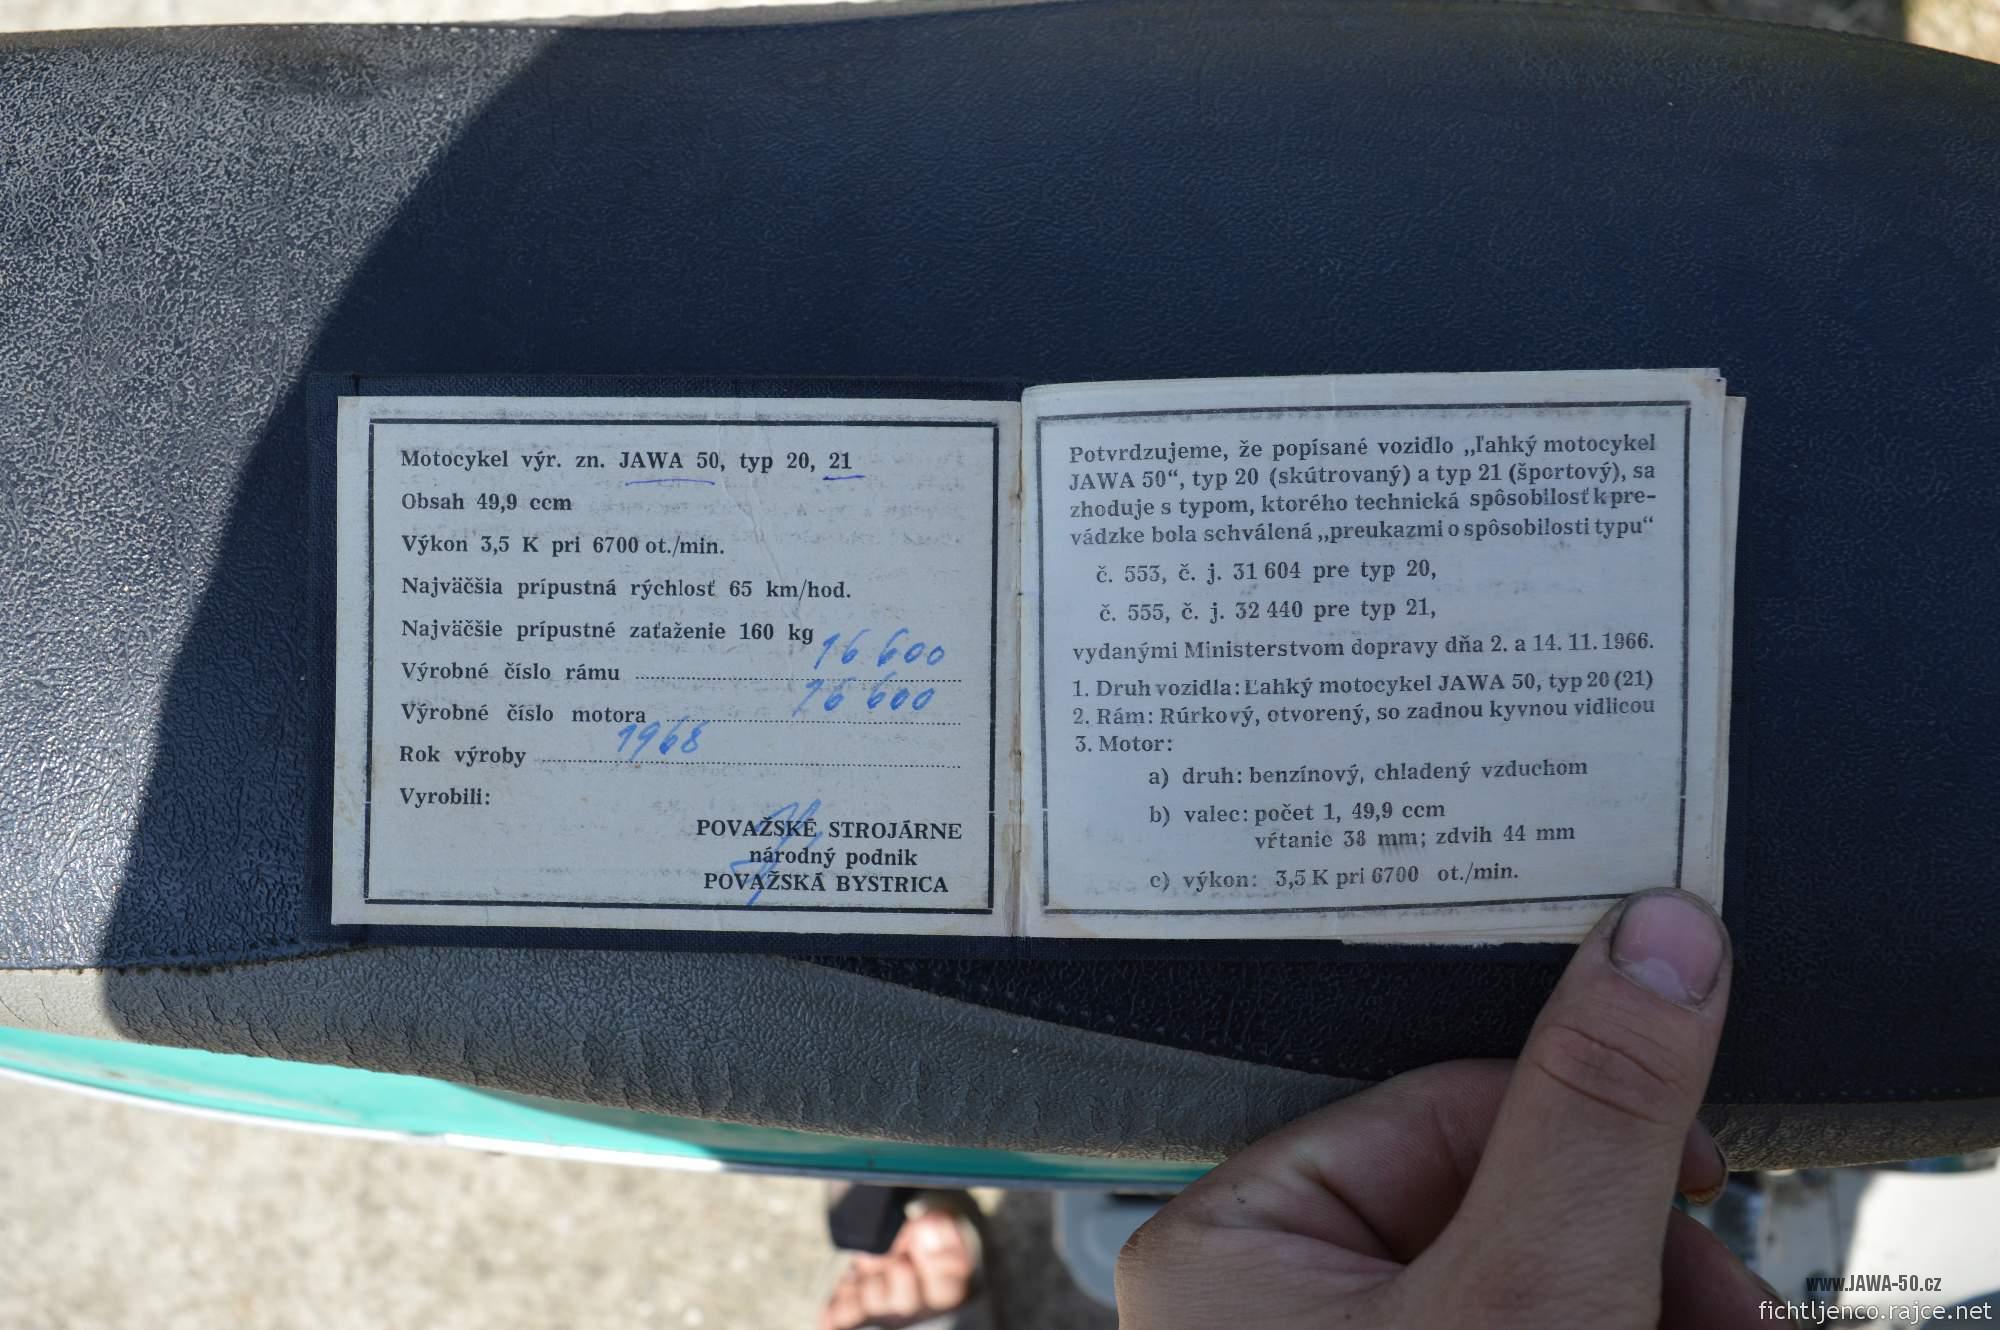 Motocykel výr. zn. JAWA 50, typ 20, 21
Obsah 49,9 ccm
Výkon 3,5 K pri 6700 ot./min.
Najväčšia prípustná rýchlosť 65 km/hod.
Najväčšie prípustné zaťaženie 160 kg
Výrobné číslo rámu 16 600
Výrobné číslo motora 16 600
Rok výroby 1968
Vyrobili:
POVAŽSKÉ STROJÁRNE
národný podnik
POVAŽSKÁ BYSTRICA
Potvrdzujeme, že popísané vozidlo „ľahký motocykel
JAWA 50“, typ 20 (skútrovaný) a typ 21 (športový), sa
zhoduje s typom, ktorého technická spôsobilosť k pre-
vádzke bola schválená „preukazmi o spôsobilosti typu“
č. 553, č. j. 31 604 pre typ 20,
č. 555, č. j. 32 440 pre typ 21,
vydanými Ministerstvom dopravy dňa 2. a 14. 11. 1966.
1. Druh vozidla: Ľahký motocykel JAWA 50, typ 20 (21)
2. Rám: Rúrkový, otvorený, so zadnou kyvnou vidlicou
3. Motor:
a) druh: benzínový, chladený vzduchom
b) valec: počet 1, 49,9 ccm
vŕtanie 38 mm; zdvih 44 mm
c) výkon: 3,5 K pri 6700 ot./min.
www.JAWA-50.cz
fichtljenco.rajce.net